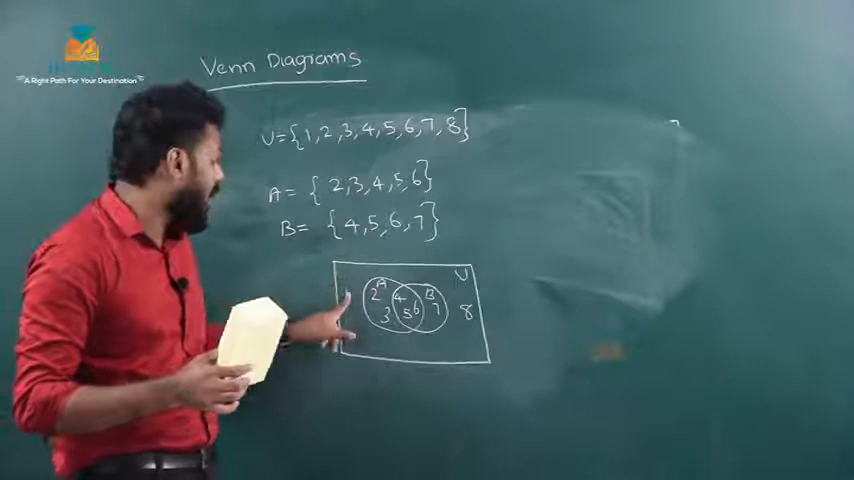 A Right Path For Your Destination
Venn Diagrams
U={1,2,3,4,5,6,7,8}
A= {2,3,4,5,6}
B= {4,5,6,7}
U
A
B
2
4
7
3
5 6
8